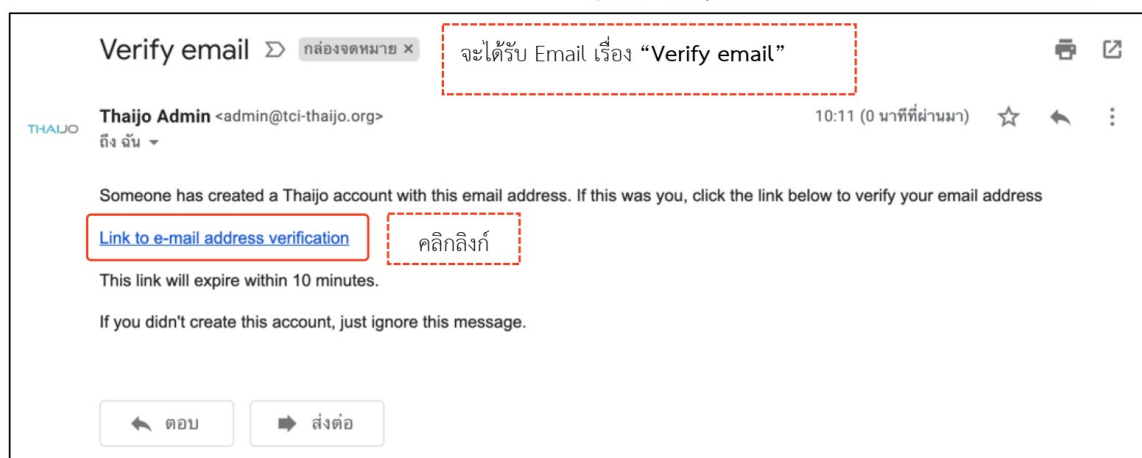 Verify email กล่องจดหมาย ×
จะได้รับ Email เรื่อง “Verify email”
THAIJO
Thaijo Admin <admin@tci-thaijo.org>
10:11 (0 นาทีที่ผ่านมา)
ถึง ฉัน
Someone has created a Thaijo account with this email address. If this was you, click the link below to verify your email address
Link to e-mail address verification
คลิกลิงก์
This link will expire within 10 minutes.
If you didn't create this account, just ignore this message.
ตอบ
ส่งต่อ